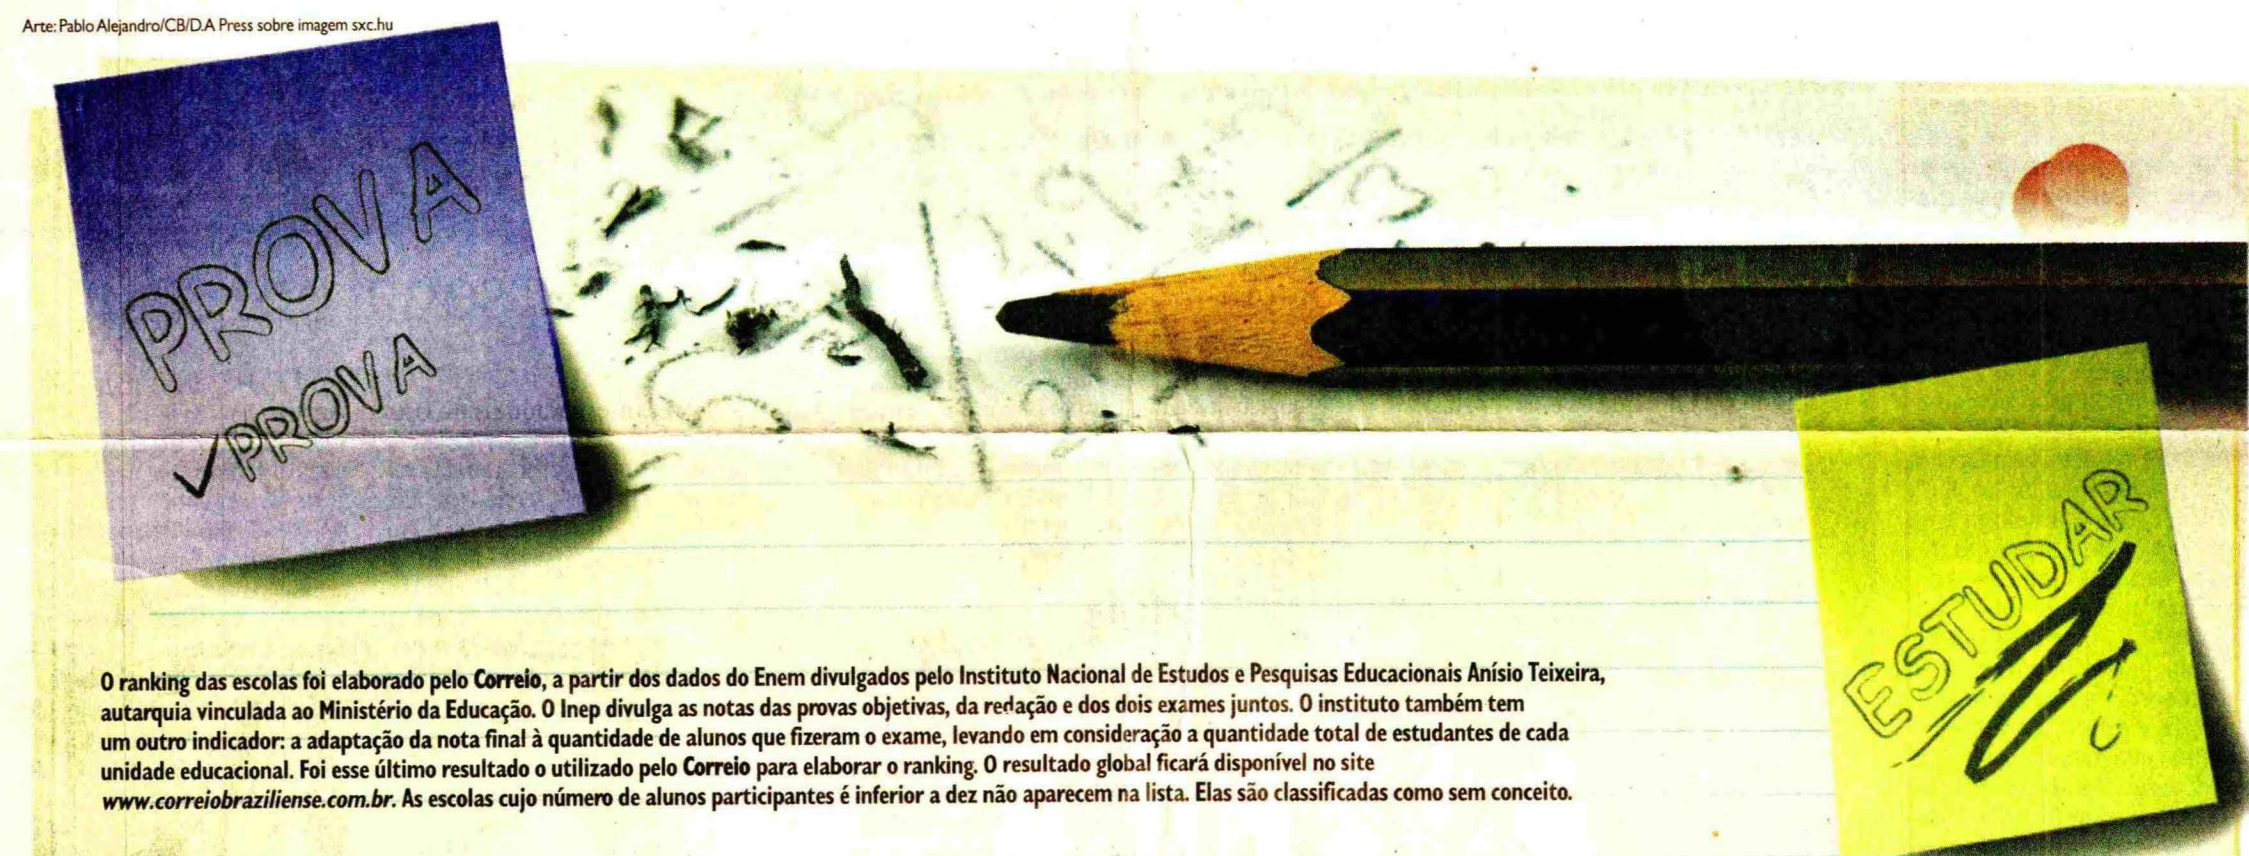 Arte: Pablo Alejandro/CB/D.A Press sobre imagem sxc.hu
PROVA
PROVA
ESTUDAR
O ranking das escolas foi elaborado pelo Correio, a partir dos dados do Enem divulgados pelo Instituto Nacional de Estudos e Pesquisas Educacionais Anísio Teixeira,
autarquia vinculada ao Ministério da Educação. O Inep divulga as notas das provas objetivas, da redação e dos dois exames juntos. O instituto também tem
um outro indicador: a adaptação da nota final à quantidade de alunos que fizeram o exame, levando em consideração a quantidade total de estudantes de cada
unidade educacional. Foi esse último resultado o utilizado pelo Correio para elaborar o ranking. O resultado global ficará disponível no site
www.correiobraziliense.com.br. As escolas cujo número de alunos participantes é inferior a dez não aparecem na lista. Elas são classificadas como sem conceito.